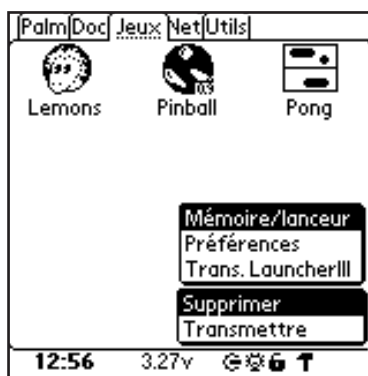 Palm Doc Jeux Net Utils
Lemons Pinball Pong
Mémoire/lanceur
Préférences
Trans. LauncherIII
Supprimer
Transmettre
12:56 3.27v